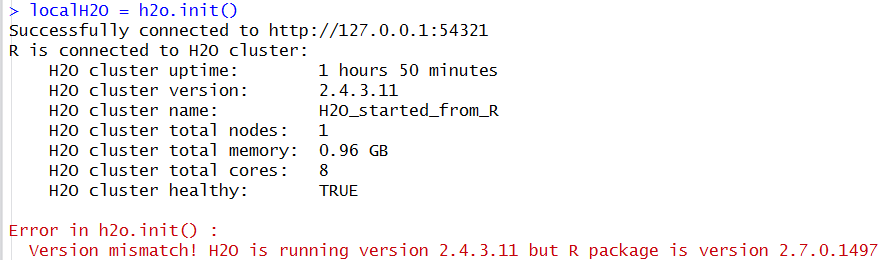 > localH2O = h2o.init()
Successfully connected to http://127.0.0.1:54321
R is connected to H2O cluster:
    H2O cluster uptime:        1 hours 50 minutes
    H2O cluster version:       2.4.3.11
    H2O cluster name:          H2O_started_from_R
    H2O cluster total nodes:   1
    H2O cluster total memory:  0.96 GB
    H2O cluster total cores:   8
    H2O cluster healthy:       TRUE

Error in h2o.init() :
  Version mismatch! H2O is running version 2.4.3.11 but R package is version 2.7.0.1497